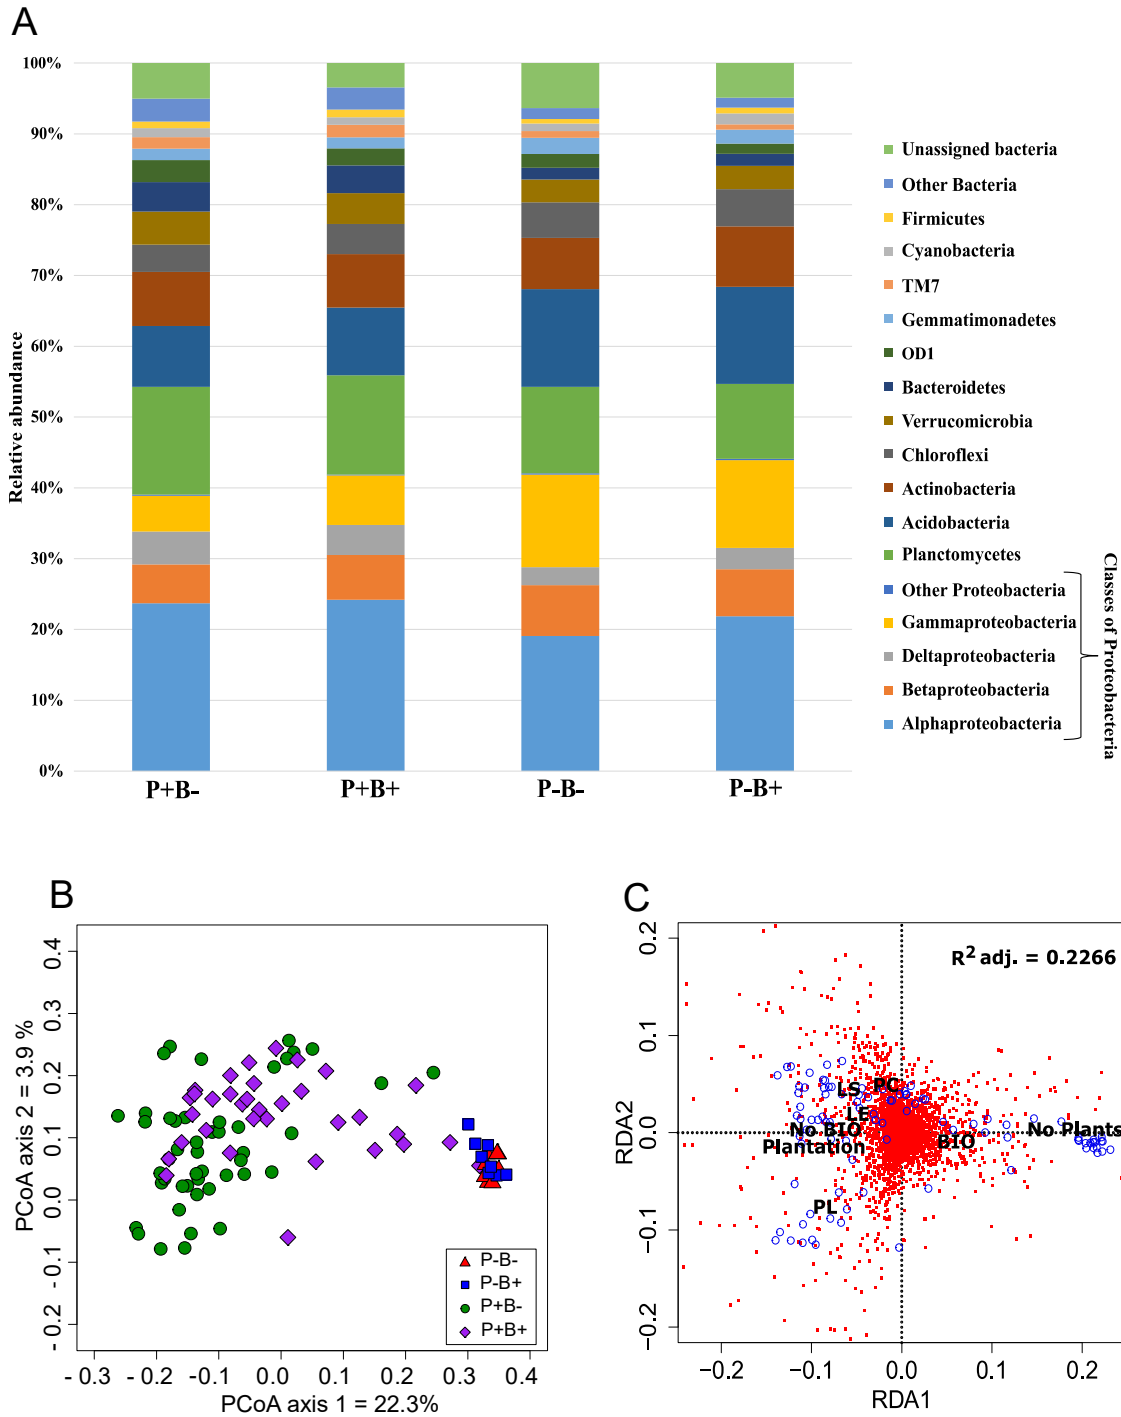 A
100%
90%
80%
70%
60%
50%
40%
30%
20%
10%
0%
Relative abundance
P+B-
P+B+
P-B-
P-B+
Unassigned bacteria
Other Bacteria
Firmicutes
Cyanobacteria
TM7
Gemmatimonadetes
OD1
Bacteroidetes
Verrucomicrobia
Chloroflexi
Actinobacteria
Acidobacteria
Planctomycetes
Other Proteobacteria
Gammaproteobacteria
Deltaproteobacteria
Betaproteobacteria
Alphaproteobacteria
Classes of Proteobacteria
B
0.4
0.3
0.2
0.1
0.0
-0.1
-0.2
PCoA axis 2 = 3.9 %
P-B-
P-B+
P+B-
P+B+
-0.3 -0.2 -0.1 0.0 0.1 0.2 0.3 0.4
PCoA axis 1 = 22.3%
C
R² adj. = 0.2266
0.2
0.1
0.0
−0.1
−0.2
RDA2
LS PC
LE
No BIO
No Plants
Plantation
BIO
PL
−0.2 −0.1 0.0 0.1 0.2
RDA1